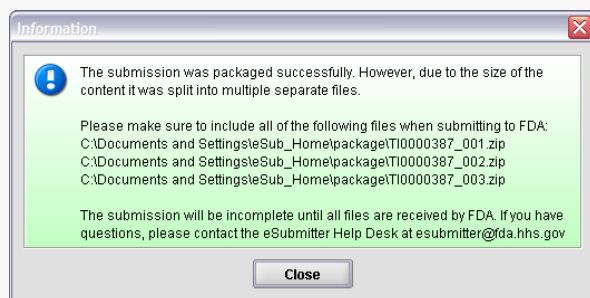 Information
The submission was packaged successfully. However, due to the size of the
content it was split into multiple separate files.
Please make sure to include all of the following files when submitting to FDA:
C:\Documents and Settings\eSub_Home\package\TI0000387_001.zip
C:\Documents and Settings\eSub_Home\package\TI0000387_002.zip
C:\Documents and Settings\eSub_Home\package\TI0000387_003.zip
The submission will be incomplete until all files are received by FDA. If you have
questions, please contact the eSubmitter Help Desk at esubmitter@fda.hhs.gov
Close